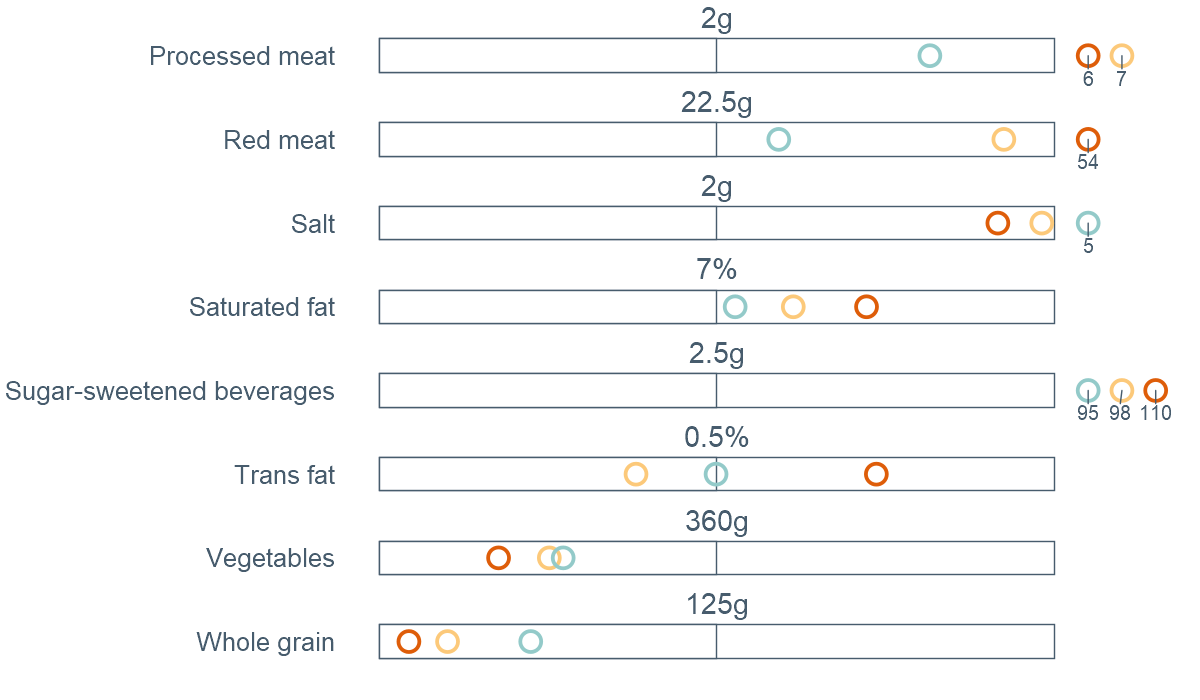 2g
Processed meat
6 7
22.5g
Red meat
54
2g
Salt
5
7%
Saturated fat
2.5g
Sugar-sweetened beverages
95 98 110
0.5%
Trans fat
360g
Vegetables
125g
Whole grain